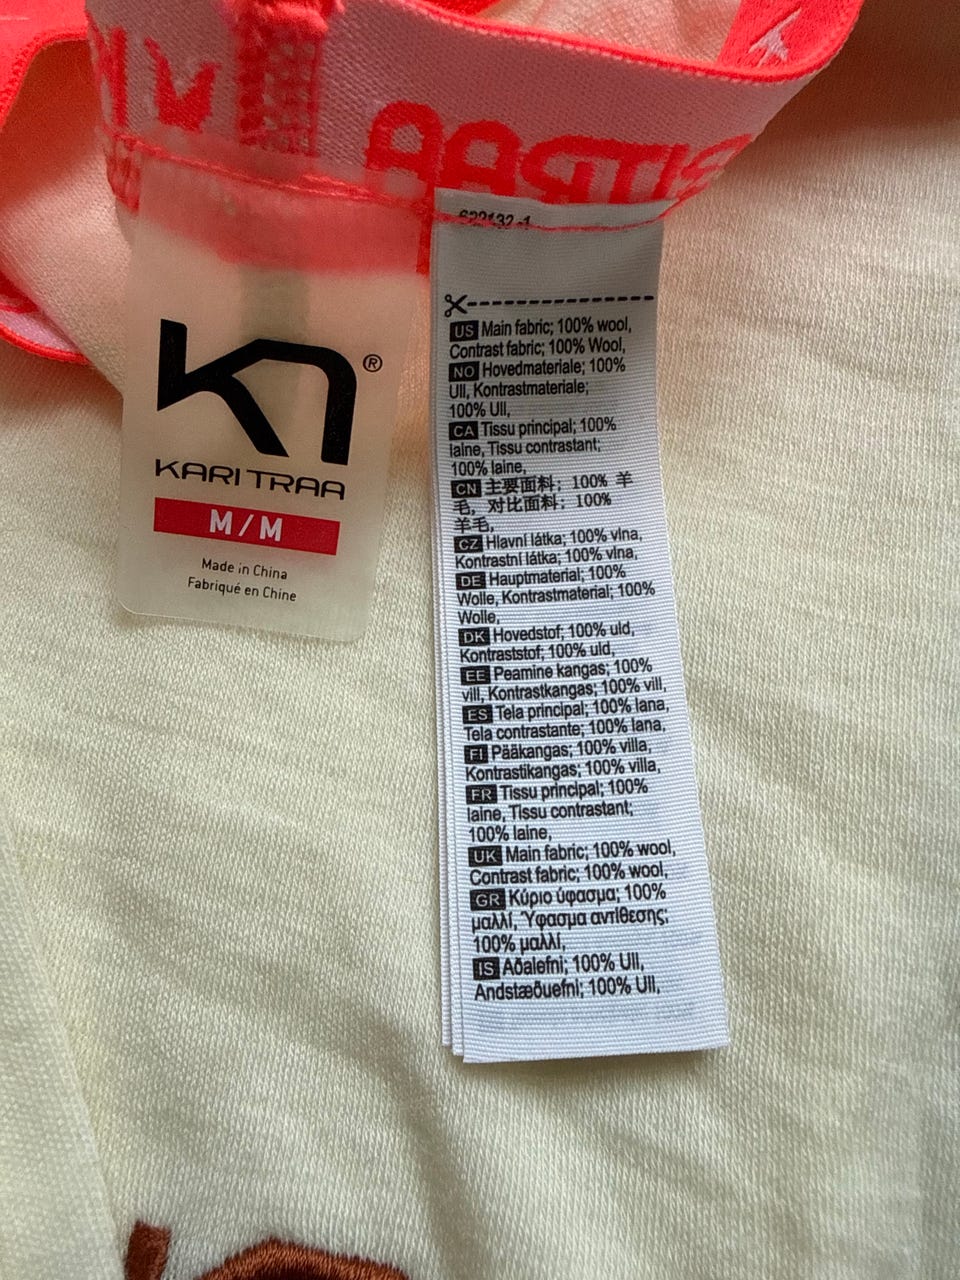 622132-1
KARI TRAA
®
M/M
Made in China
Fabriqué en Chine
US Main fabric; 100% wool,
Contrast fabric; 100% Wool,
NO Hovedmateriale; 100%
Ull, Kontrastmateriale;
100% Ull,
CA Tissu principal; 100%
laine, Tissu contrastant;
100% laine,
CN 主要面料; 100% 羊
毛, 对比面料: 100%
羊毛,
CZ Hlavní látka; 100% vlna,
Kontrastní látka; 100% vlna,
DE Hauptmaterial; 100%
Wolle, Kontrastmaterial; 100%
Wolle,
DK Hovedstof; 100% uld,
Kontraststof; 100% uld,
EE Peamine kangas; 100%
vill, Kontrastkangas; 100% vill,
ES Tela principal; 100% lana,
Tela contrastante; 100% lana,
FI Pääkangas; 100% villa,
Kontrastikangas; 100% villa,
FR Tissu principal; 100%
laine, Tissu contrastant;
100% laine,
UK Main fabric; 100% wool,
Contrast fabric; 100% wool,
GR Κύριο ύφασμα; 100%
μαλλί, Ύφασμα αντίθεσης;
100% μαλλί,
IS Aðalefni; 100% Ull,
Andstæðuefni; 100% Ull,